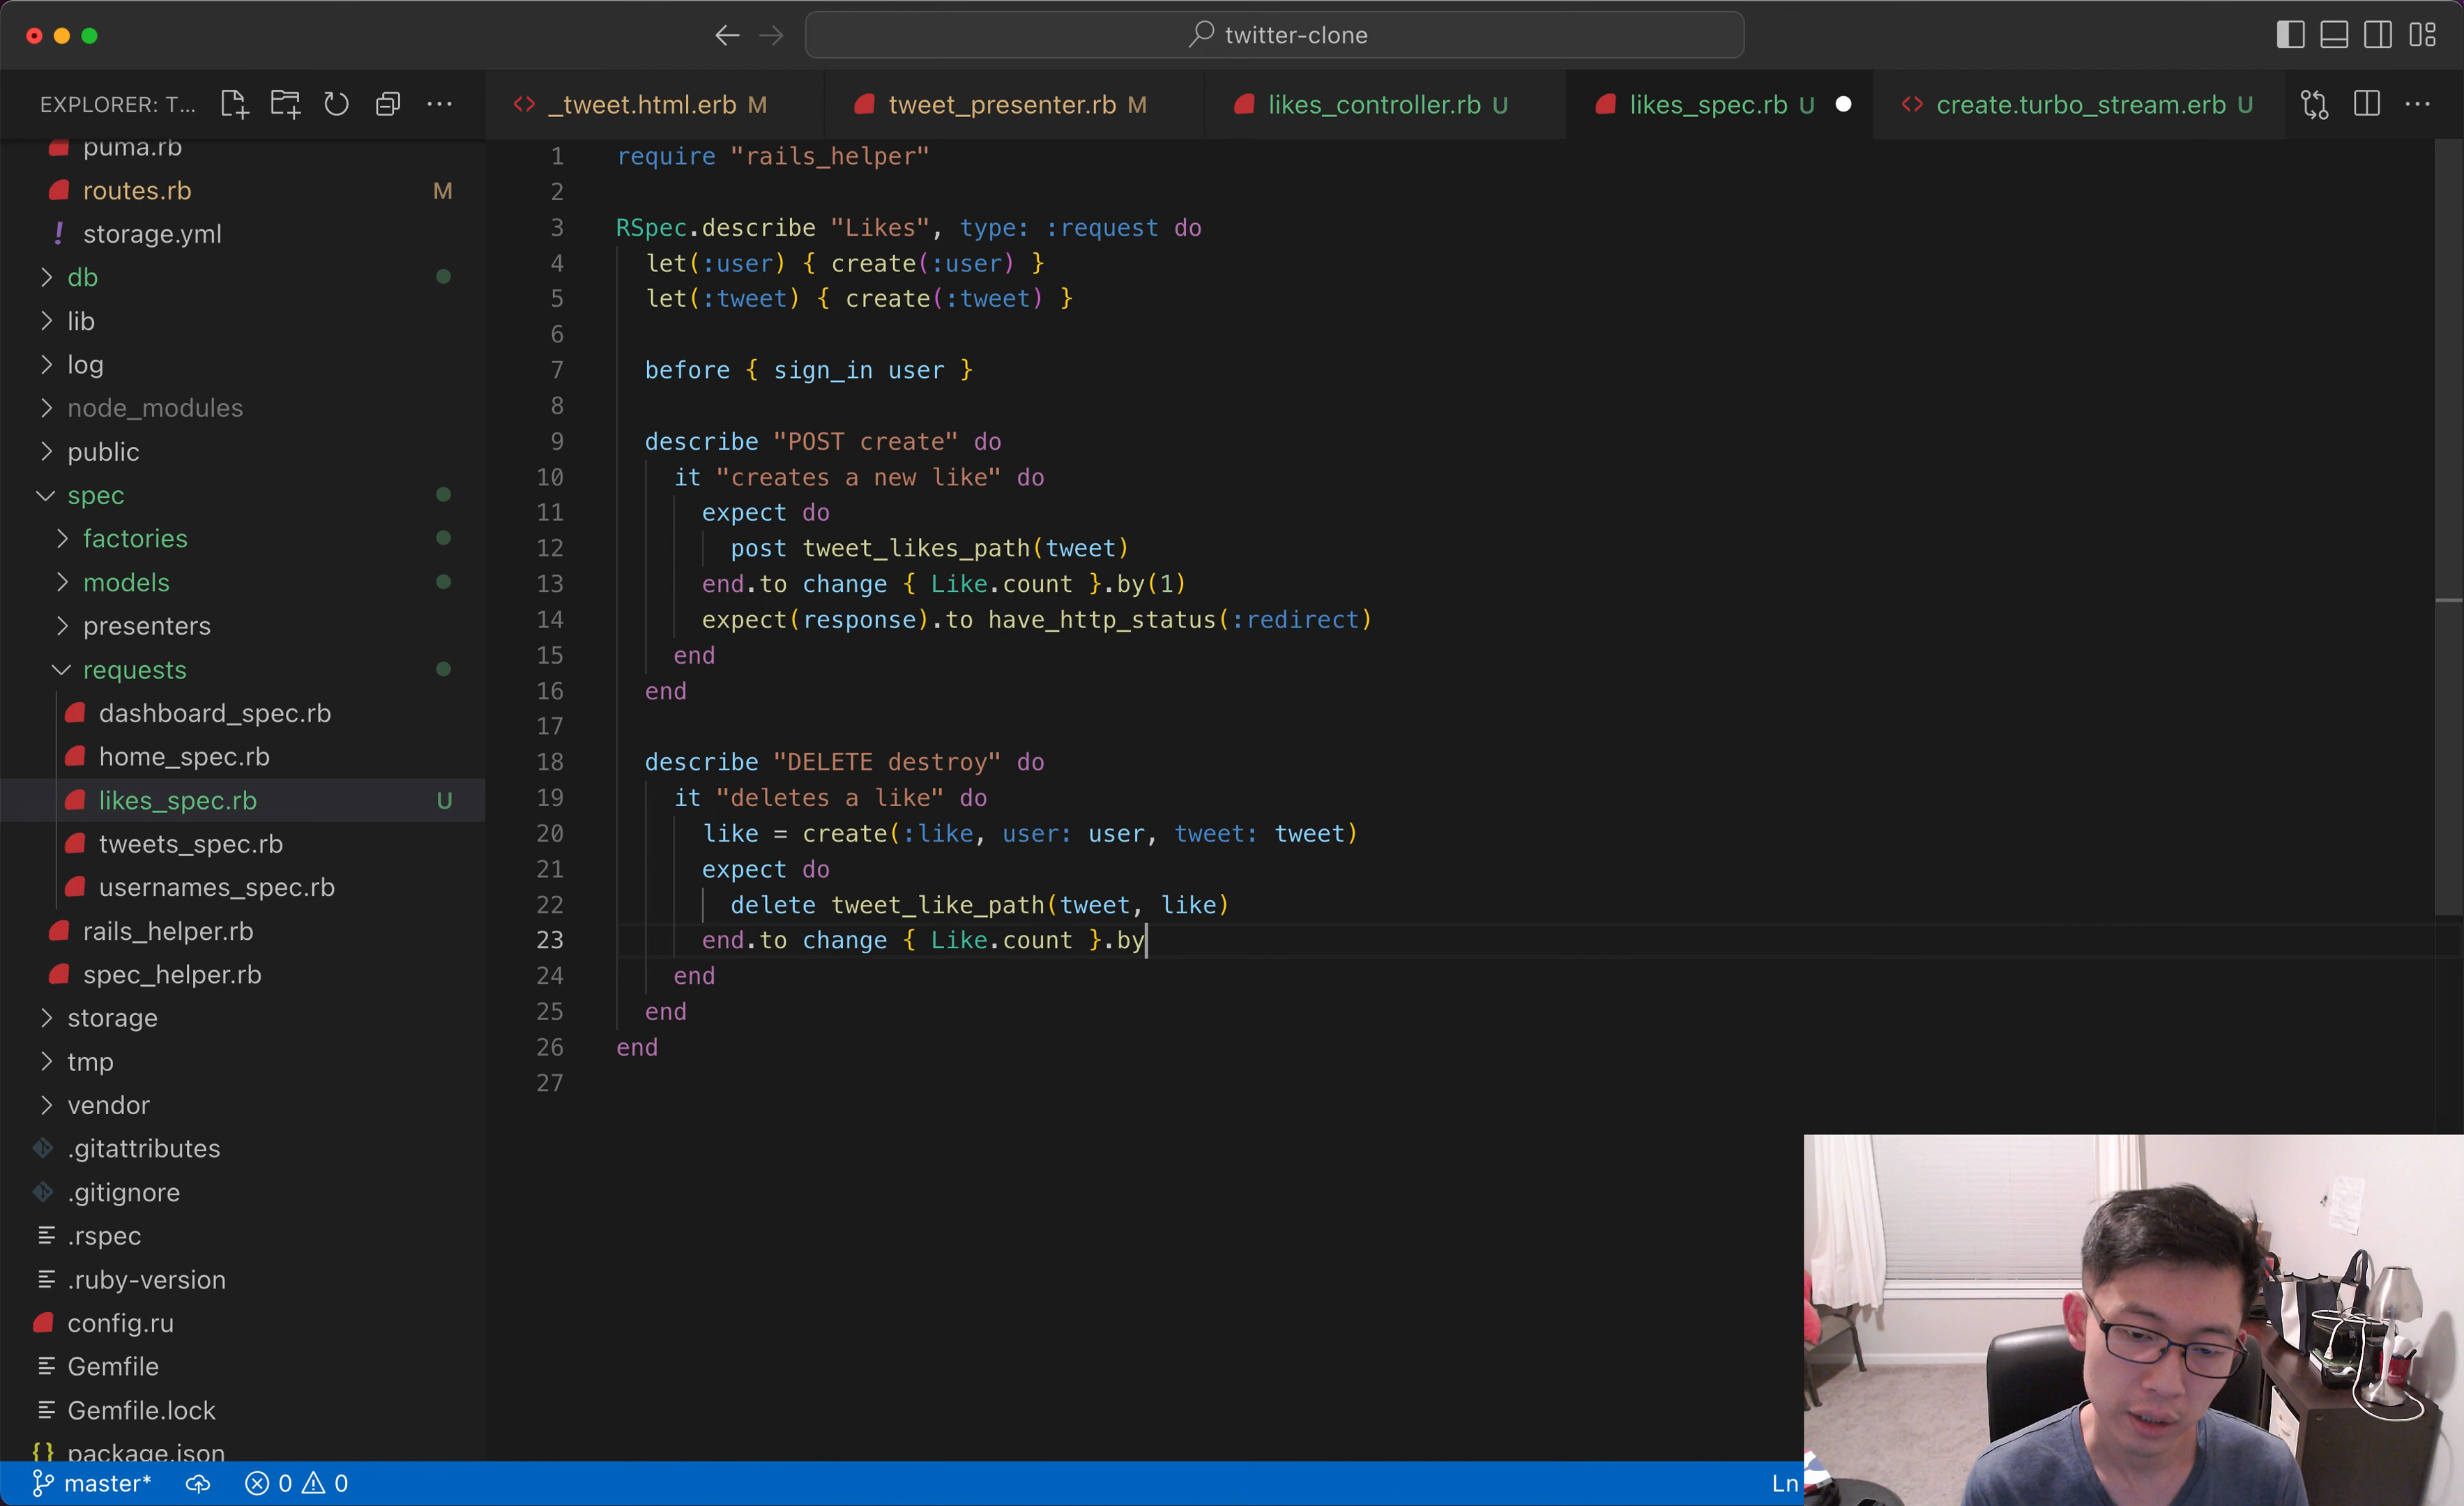 twitter-clone
EXPLORER: T...
_tweet.html.erb M
tweet_presenter.rb M
likes_controller.rb U
likes_spec.rb U
create.turbo_stream.erb U
puma.rb
routes.rb M
storage.yml
db
lib
log
node_modules
public
spec
factories
models
presenters
requests
dashboard_spec.rb
home_spec.rb
likes_spec.rb U
tweets_spec.rb
usernames_spec.rb
rails_helper.rb
spec_helper.rb
storage
tmp
vendor
.gitattributes
.gitignore
.rspec
.ruby-version
config.ru
Gemfile
Gemfile.lock
package.json
1 require "rails_helper"
2
3 RSpec.describe "Likes", type: :request do
4 let(:user) { create(:user) }
5 let(:tweet) { create(:tweet) }
6
7 before { sign_in user }
8
9 describe "POST create" do
10 it "creates a new like" do
11 expect do
12 post tweet_likes_path(tweet)
13 end.to change { Like.count }.by(1)
14 expect(response).to have_http_status(:redirect)
15 end
16 end
17
18 describe "DELETE destroy" do
19 it "deletes a like" do
20 like = create(:like, user: user, tweet: tweet)
21 expect do
22 delete tweet_like_path(tweet, like)
23 end.to change { Like.count }.by
24 end
25 end
26 end
27
master* 0 0
Ln